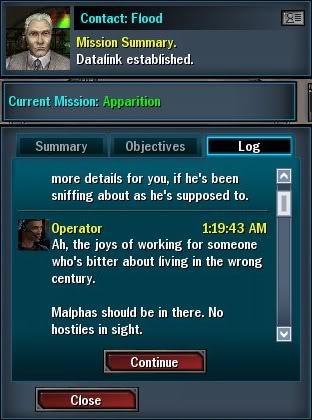 Contact: Flood
Mission Summary.
Datalink established.
Current Mission: Apparition
Summary Objectives Log
more details for you, if he's been
sniffing about as he's supposed to.
Operator 1:19:43 AM
Ah, the joys of working for someone
who's bitter about living in the wrong
century.
Malphas should be in there. No
hostiles in sight.
Continue
Close